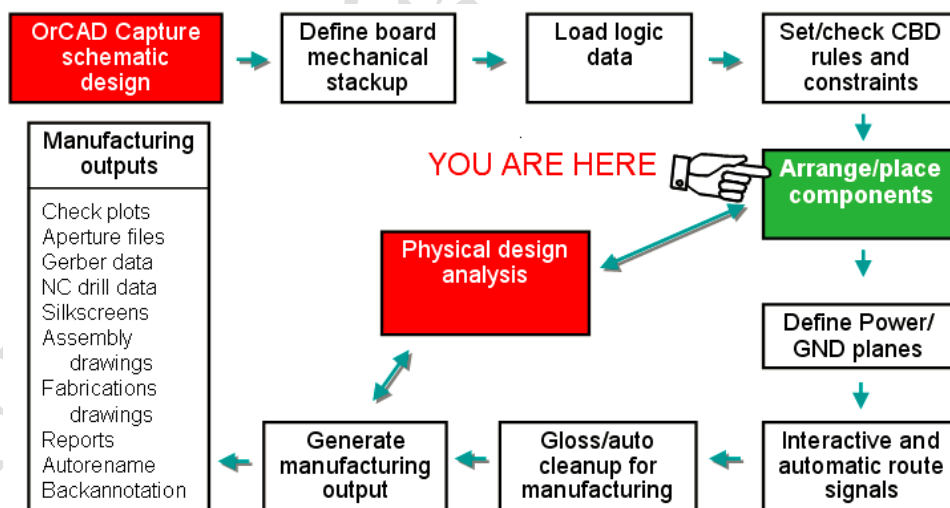 OrCAD Capture
schematic
design
Define board
mechanical
stackup
Load logic
data
Set/check CBD
rules and
constraints
YOU ARE HERE
Arrange/place
components
Physical design
analysis
Define Power/
GND planes
Interactive and
automatic route
signals
Gloss/auto
cleanup for
manufacturing
Generate
manufacturing
output
Manufacturing
outputs
Check plots
Aperture files
Gerber data
NC drill data
Silkscreens
Assembly
drawings
Fabrications
drawings
Reports
Autorename
Backannotation